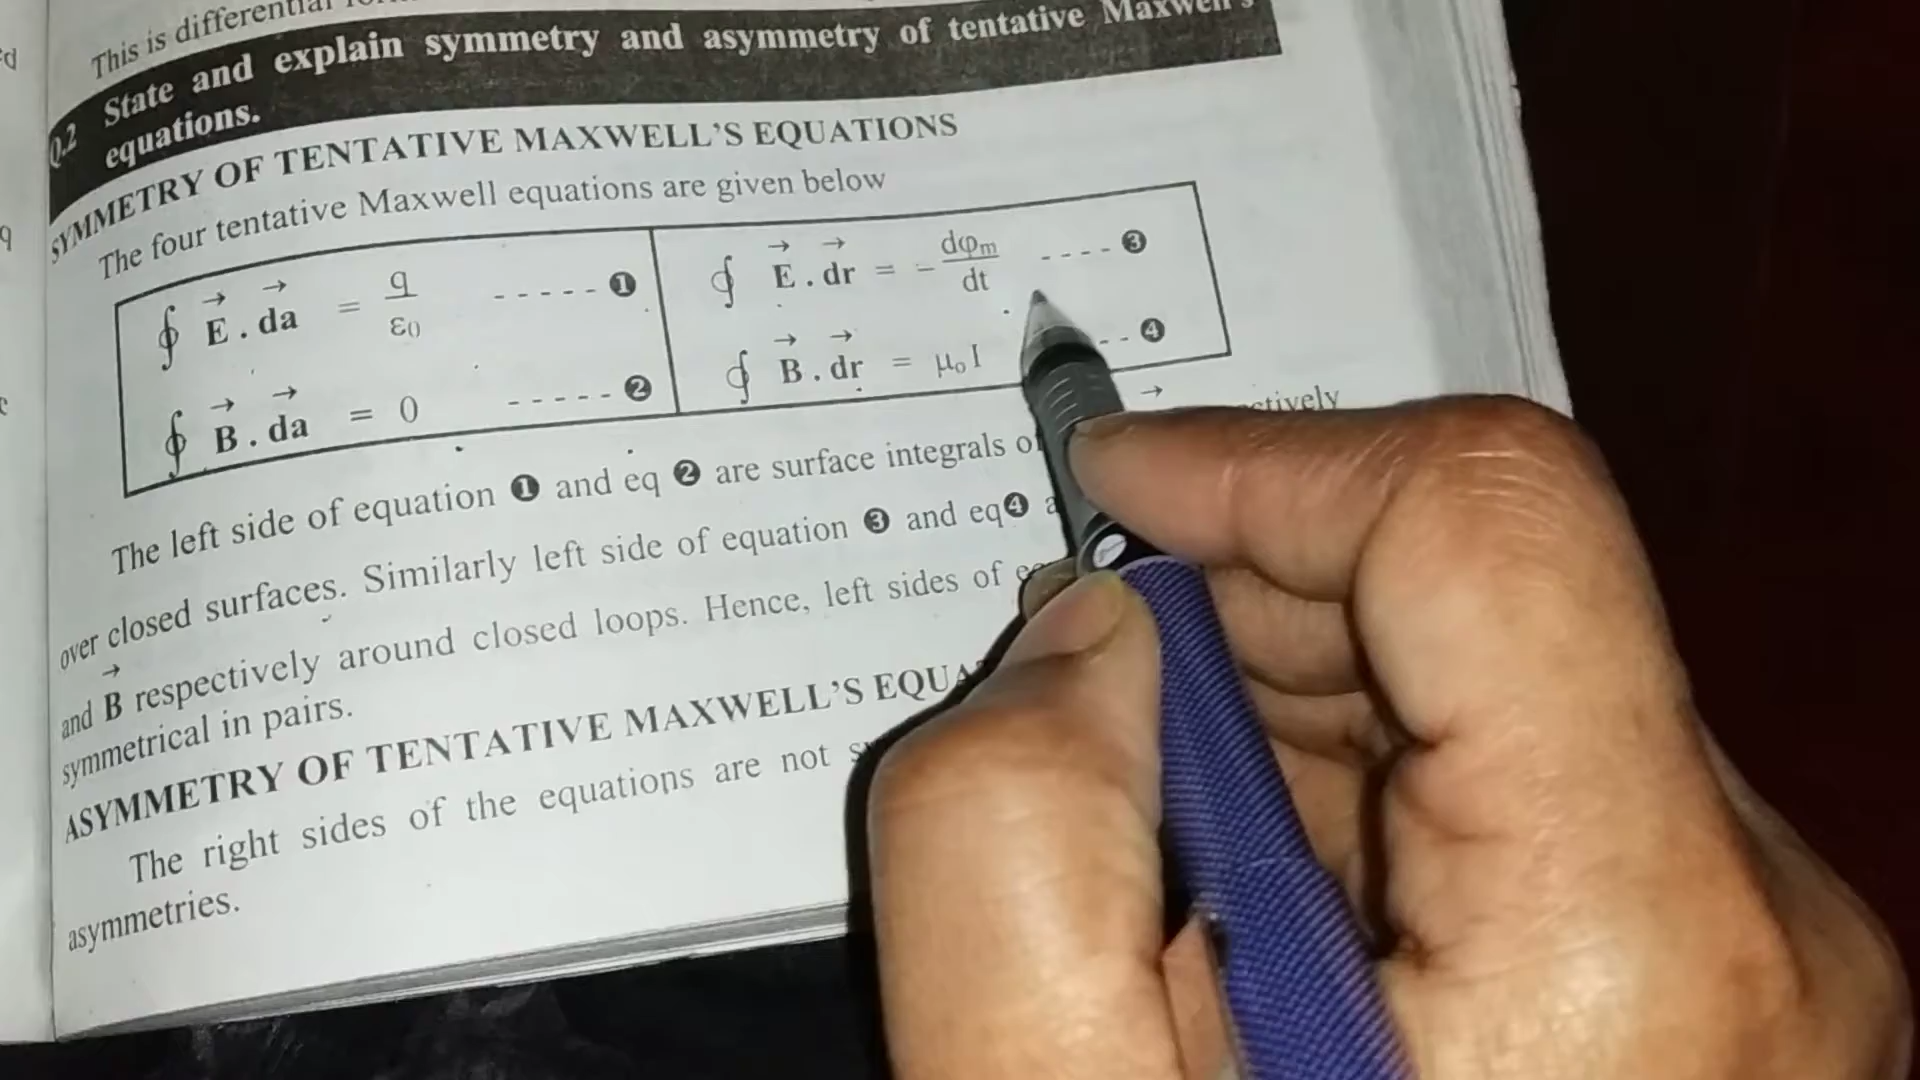 This is differential
Q.2 State and explain symmetry and asymmetry of tentative Maxwell's
equations.
SYMMETRY OF TENTATIVE MAXWELL'S EQUATIONS
The four tentative Maxwell equations are given below
∮ E⃗ . da⃗ = q/ε₀ ----- ❶
∮ B⃗ . da⃗ = 0 ----- ❷
∮ E⃗ . dr⃗ = - dφₘ/dt ---- ❸
∮ B⃗ . dr⃗ = μ₀I -- ❹
The left side of equation ❶ and eq ❷ are surface integrals
over closed surfaces. Similarly left side of equation ❸ and eq❹
and B⃗ respectively around closed loops. Hence, left sides of
symmetrical in pairs.
ASYMMETRY OF TENTATIVE MAXWELL'S
The right sides of the equations are not
asymmetries.